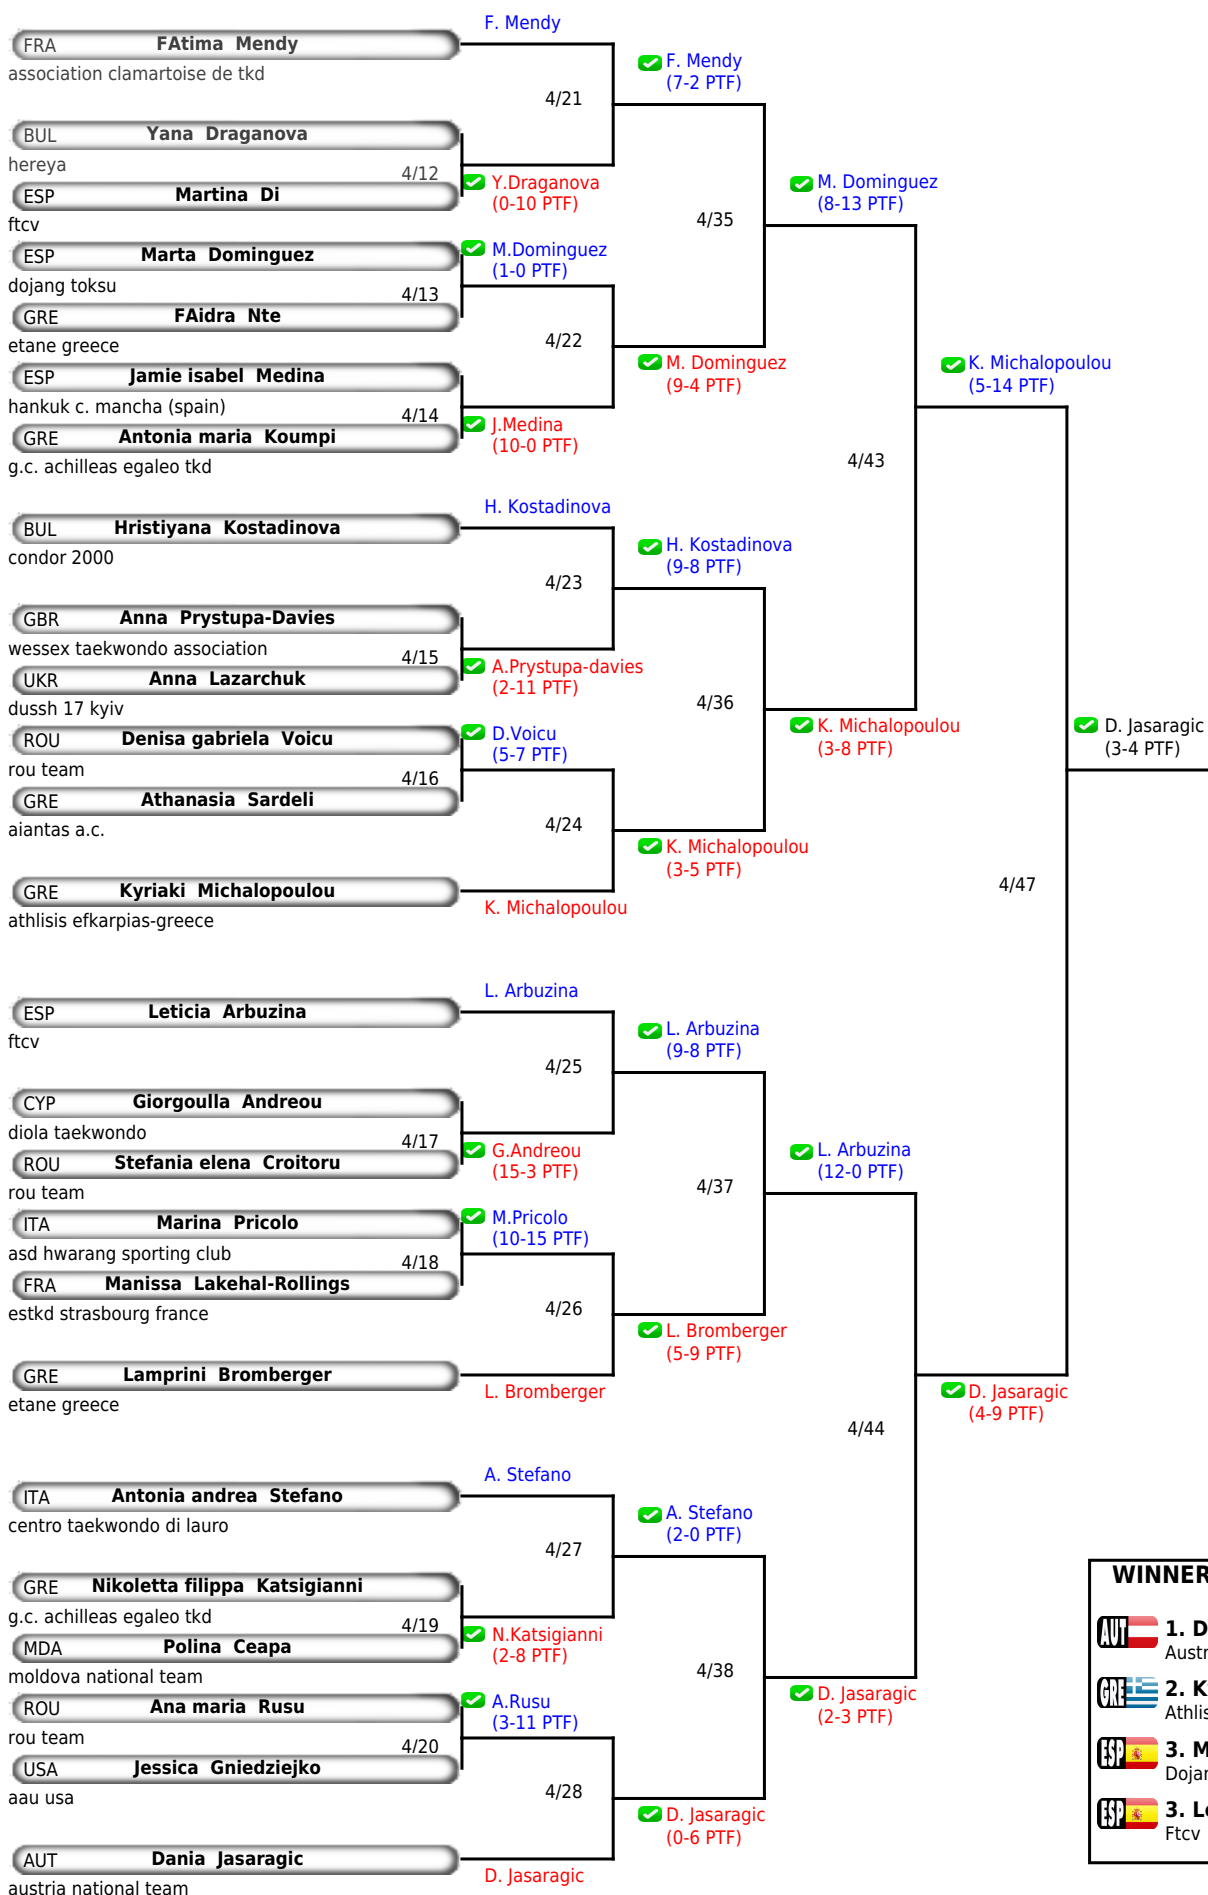 F. Mendy
FRA FAtima Mendy
association clamartoise de tkd
F. Mendy
(7-2 PTF)
4/21
BUL Yana Draganova
hereya
4/12
Y.Draganova
(0-10 PTF)
ESP Martina Di
ftcv
M. Dominguez
(8-13 PTF)
4/35
ESP Marta Dominguez
dojang toksu
M.Dominguez
(1-0 PTF)
4/13
GRE FAidra Nte
etane greece
4/22
M. Dominguez
(9-4 PTF)
ESP Jamie isabel Medina
hankuk c. mancha (spain)
4/14
J.Medina
(10-0 PTF)
GRE Antonia maria Koumpi
g.c. achilleas egaleo tkd
K. Michalopoulou
(5-14 PTF)
4/43
H. Kostadinova
BUL Hristiyana Kostadinova
condor 2000
H. Kostadinova
(9-8 PTF)
4/23
GBR Anna Prystupa-Davies
wessex taekwondo association
4/15
A.Prystupa-davies
(2-11 PTF)
UKR Anna Lazarchuk
dussh 17 kyiv
4/36
K. Michalopoulou
(3-8 PTF)
D. Jasaragic
(3-4 PTF)
ROU Denisa gabriela Voicu
rou team
D.Voicu
(5-7 PTF)
4/16
GRE Athanasia Sardeli
aiantas a.c.
4/24
K. Michalopoulou
(3-5 PTF)
GRE Kyriaki Michalopoulou
athlisis efkarpias-greece
K. Michalopoulou
4/47
L. Arbuzina
ESP Leticia Arbuzina
ftcv
L. Arbuzina
(9-8 PTF)
4/25
CYP Giorgoulla Andreou
diola taekwondo
4/17
G.Andreou
(15-3 PTF)
ROU Stefania elena Croitoru
rou team
L. Arbuzina
(12-0 PTF)
4/37
ITA Marina Pricolo
asd hwarang sporting club
M.Pricolo
(10-15 PTF)
4/18
FRA Manissa Lakehal-Rollings
estkd strasbourg france
4/26
L. Bromberger
(5-9 PTF)
GRE Lamprini Bromberger
etane greece
L. Bromberger
D. Jasaragic
(4-9 PTF)
4/44
A. Stefano
ITA Antonia andrea Stefano
centro taekwondo di lauro
A. Stefano
(2-0 PTF)
4/27
GRE Nikoletta filippa Katsigianni
g.c. achilleas egaleo tkd
4/19
N.Katsigianni
(2-8 PTF)
MDA Polina Ceapa
moldova national team
4/38
D. Jasaragic
(2-3 PTF)
ROU Ana maria Rusu
rou team
A.Rusu
(3-11 PTF)
4/20
USA Jessica Gniedziejko
aau usa
4/28
D. Jasaragic
(0-6 PTF)
AUT Dania Jasaragic
austria national team
D. Jasaragic
WINNER
AUT 1. D
Austr
GRE 2. K
Athlis
ESP 3. M
Dojan
ESP 3. Le
Ftcv